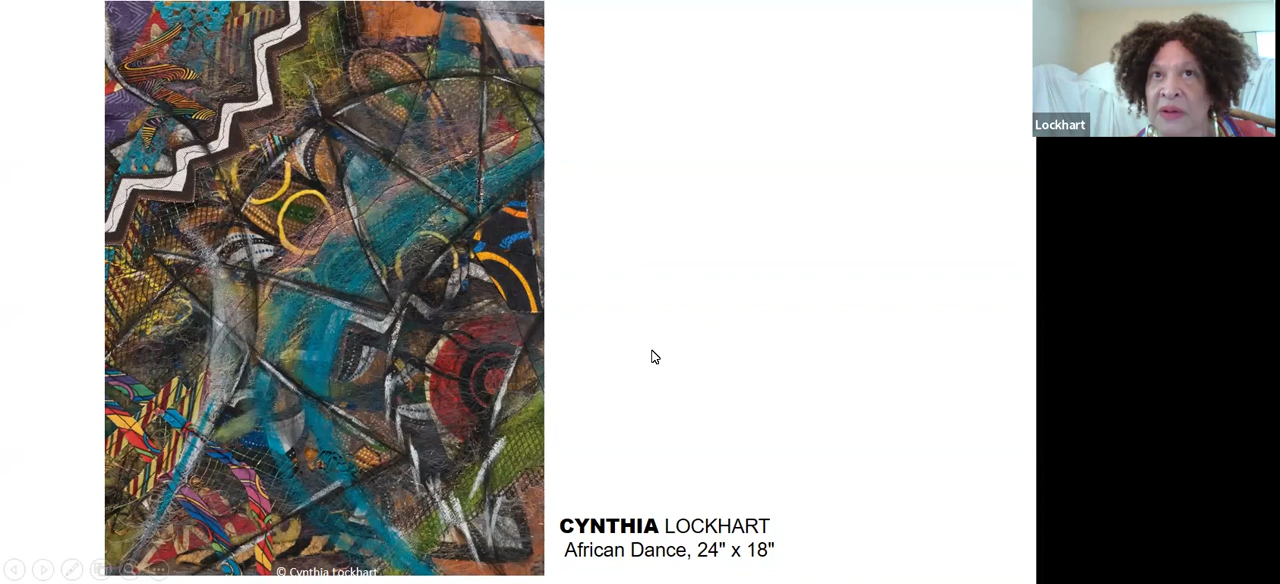 Lockhart
CYNTHIA LOCKHART
African Dance, 24" x 18"
© Cynthia Lockhart